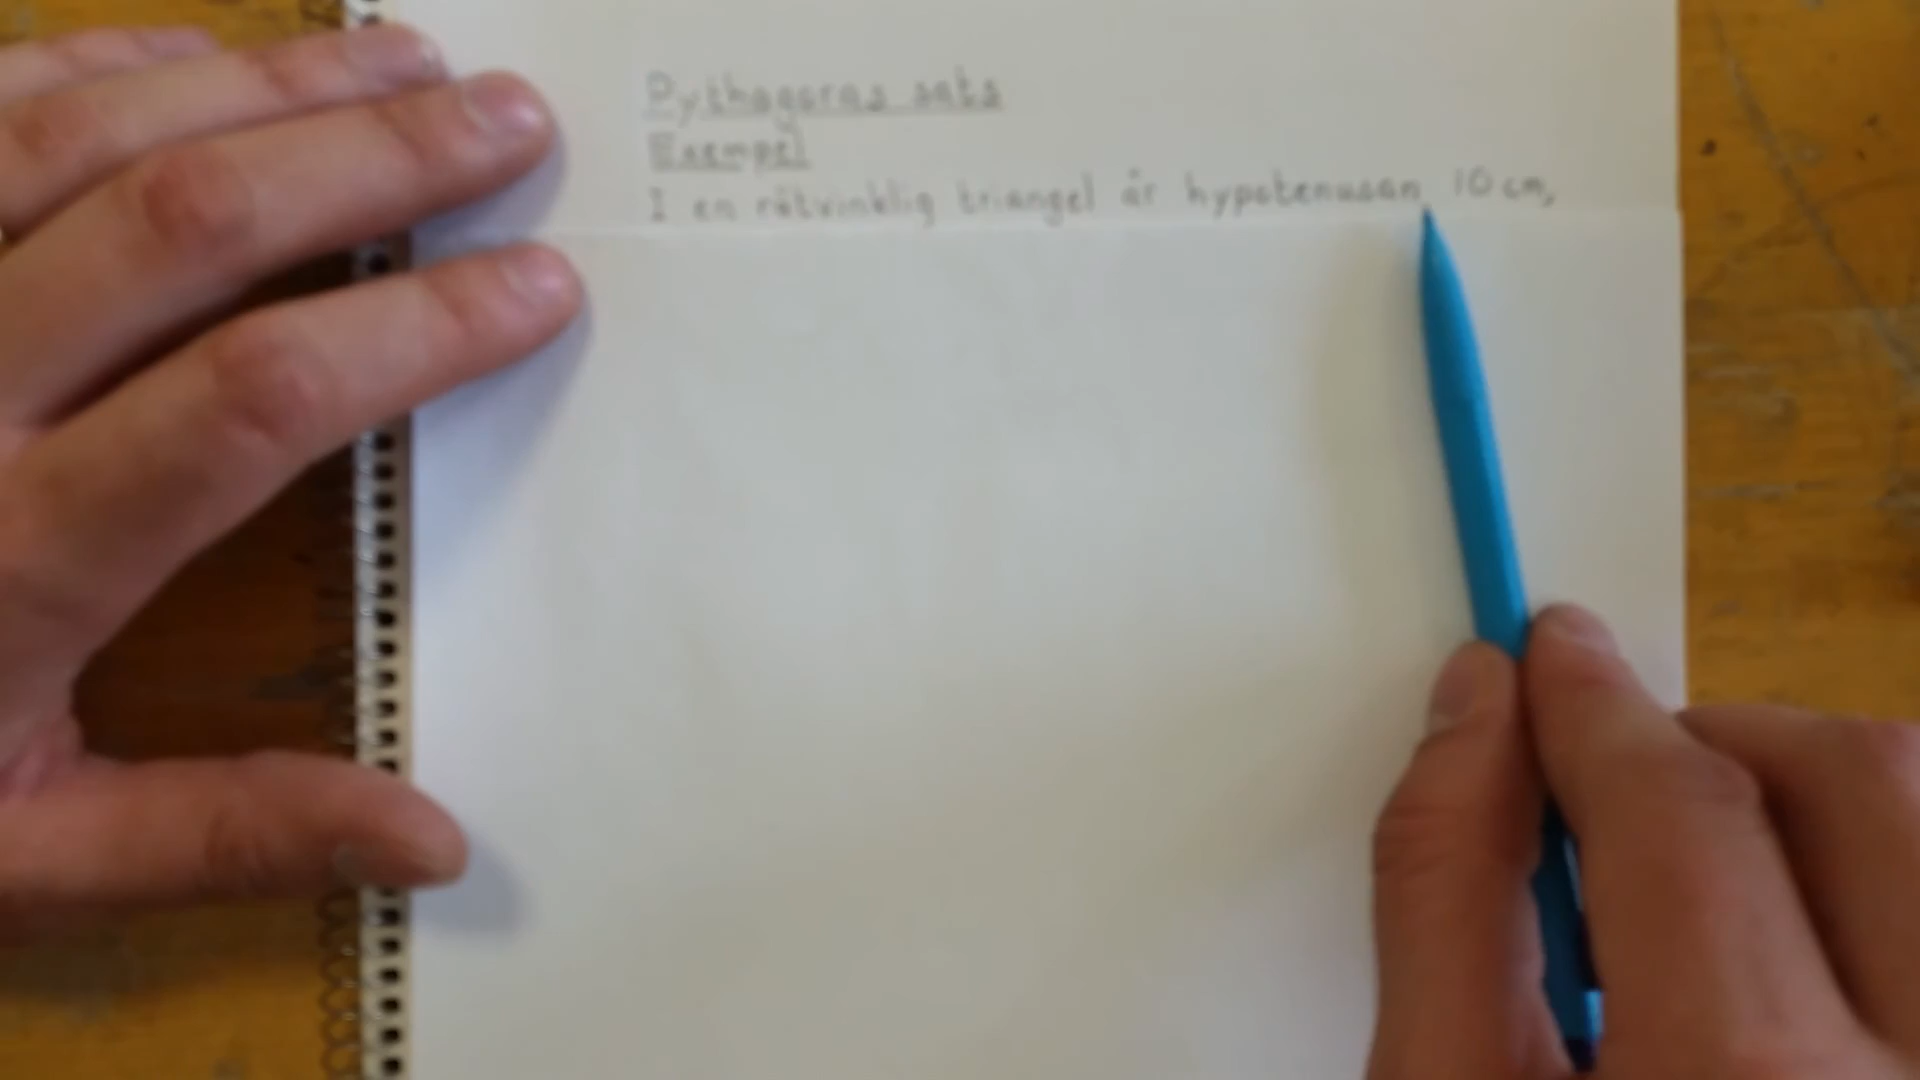 Pythagoras sats
Exempel
I en rätvinklig triangel är hypotenusan 10 cm,